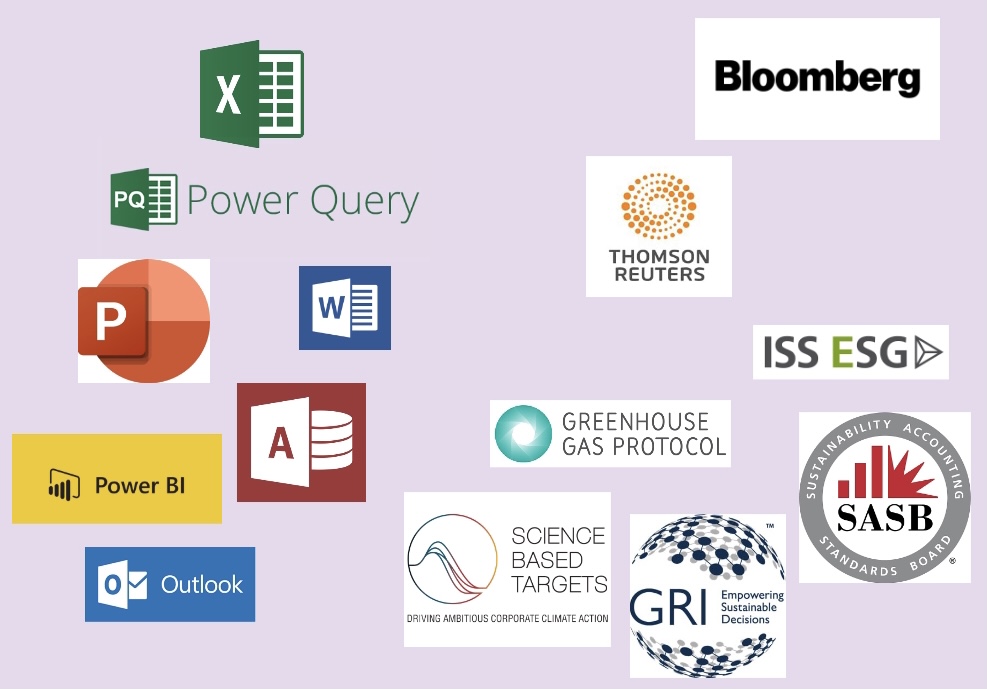 X
Bloomberg
PQ Power Query
THOMSON
REUTERS
P
W
ISS ESG
A
GREENHOUSE
GAS PROTOCOL
SUSTAINABILITY ACCOUNTING
SASB
STANDARDS BOARD
®
Power BI
SCIENCE
BASED
TARGETS
DRIVING AMBITIOUS CORPORATE CLIMATE ACTION
™
GRI
Empowering
Sustainable
Decisions
O Outlook